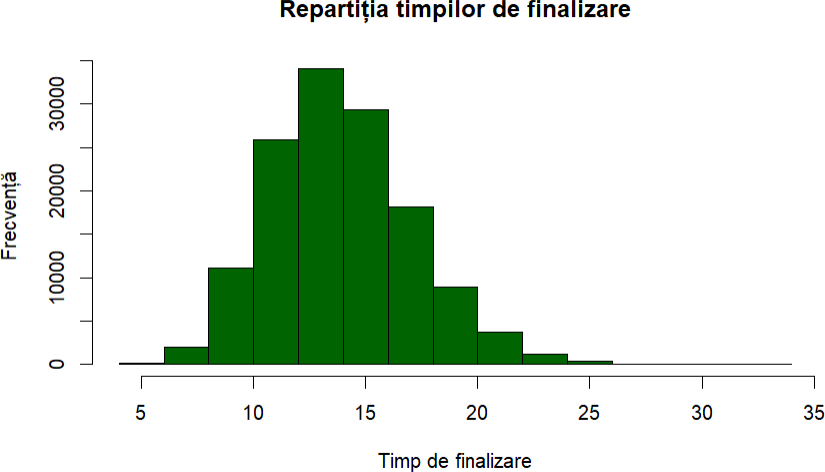 Repartiția timpilor de finalizare
30000
20000
10000
0
Frecvență
5 10 15 20 25 30 35
Timp de finalizare